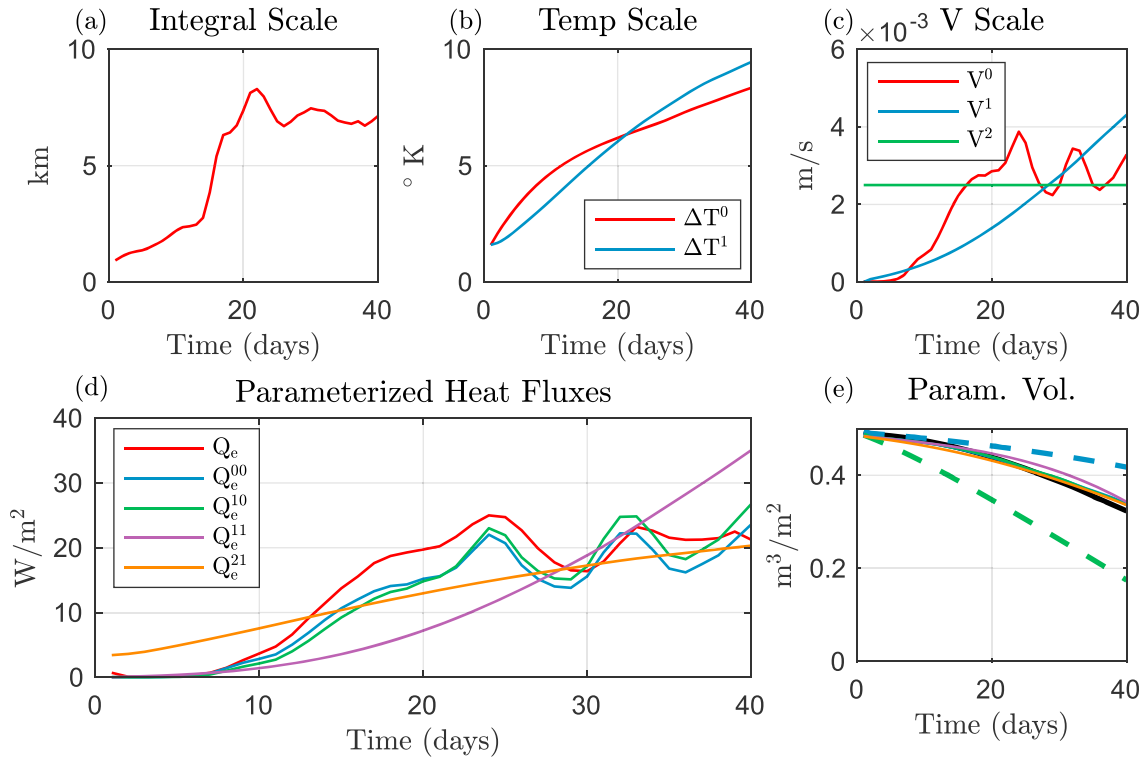 (a) Integral Scale
10
5
0
km
20
40
Time (days)
(b) Temp Scale
10
5
0
° K
ΔT⁰
ΔT¹
0
20
40
Time (days)
(c) ×10⁻³ V Scale
6
4
2
0
m/s
V⁰
V¹
V²
0
20
40
Time (days)
(d) Parameterized Heat Fluxes
40
30
20
10
0
W/m²
Qₑ
Qₑ⁰⁰
Qₑ¹⁰
Qₑ¹¹
Qₑ²¹
0
10
20
30
40
Time (days)
(e) Param. Vol.
0.4
0.2
0
m³/m²
0
20
40
Time (days)